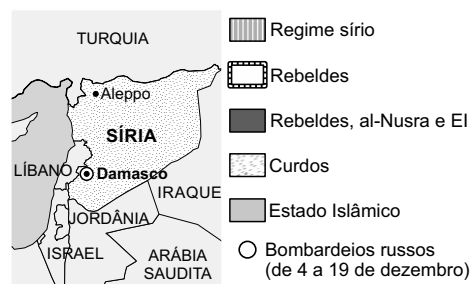 TURQUIA
Aleppo
SÍRIA
LÍBANO
Damasco
IRAQUE
JORDÂNIA
ISRAEL
ARÁBIA
SAUDITA
Regime sírio
Rebeldes
Rebeldes, al-Nusra e EI
Curdos
Estado Islâmico
Bombardeios russos
(de 4 a 19 de dezembro)